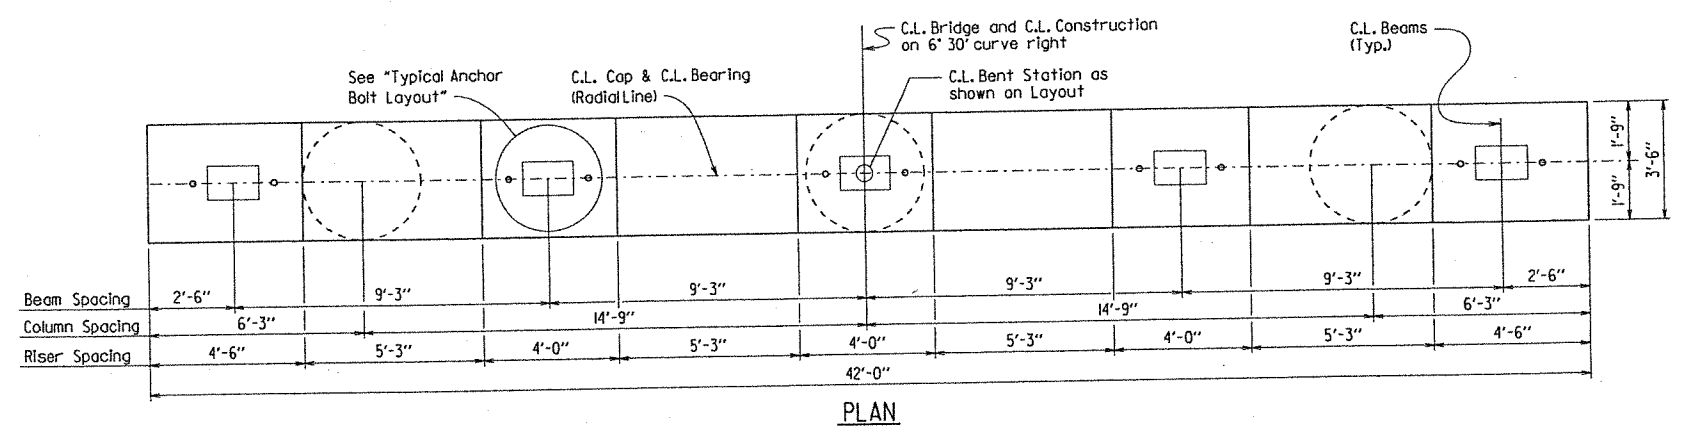 C.L. Bridge and C.L. Construction
on 6° 30' curve right
C.L. Beams
(Typ.)
See "Typical Anchor
Bolt Layout"
C.L. Cap & C.L. Bearing
(Radial Line)
C.L. Bent Station as
shown on Layout
1'-9"
1'-9"
3'-6"
Beam Spacing
2'-6"
9'-3"
9'-3"
9'-3"
9'-3"
2'-6"
Column Spacing
6'-3"
14'-9"
14'-9"
6'-3"
Riser Spacing
4'-6"
5'-3"
4'-0"
5'-3"
4'-0"
5'-3"
4'-0"
5'-3"
4'-6"
42'-0"
PLAN